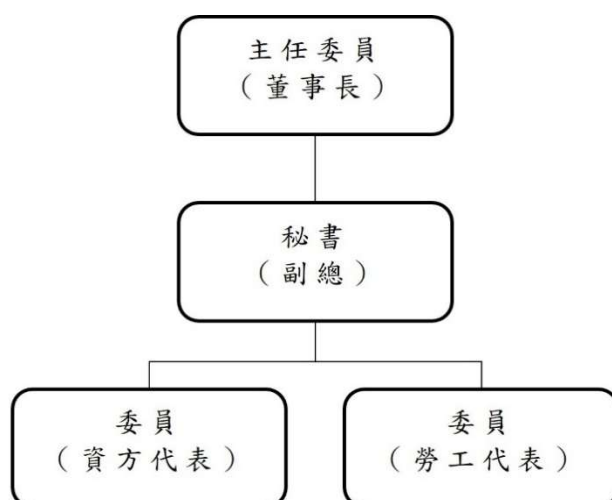 主任委員
（董事長）
秘書
（副總）
委員
（資方代表）
委員
（勞工代表）